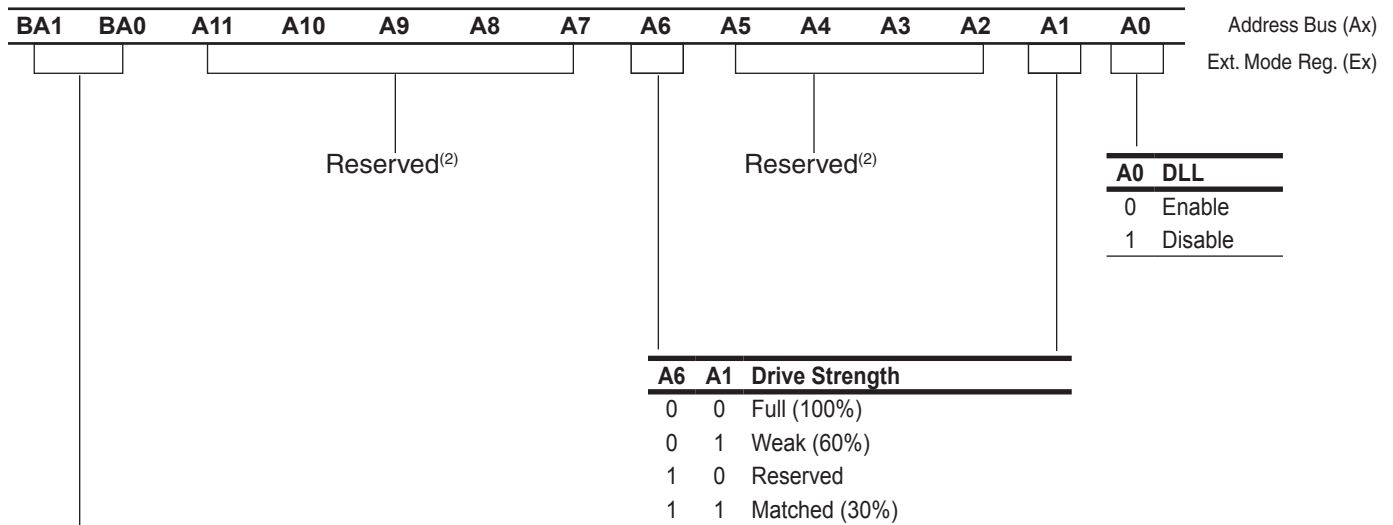 BA1 BA0 A11 A10 A9 A8 A7 A6 A5 A4 A3 A2 A1 A0 Address Bus (Ax)
Ext. Mode Reg. (Ex)
Reserved(2) Reserved(2)
A0 DLL
0 Enable
1 Disable
A6 A1 Drive Strength
0 0 Full (100%)
0 1 Weak (60%)
1 0 Reserved
1 1 Matched (30%)